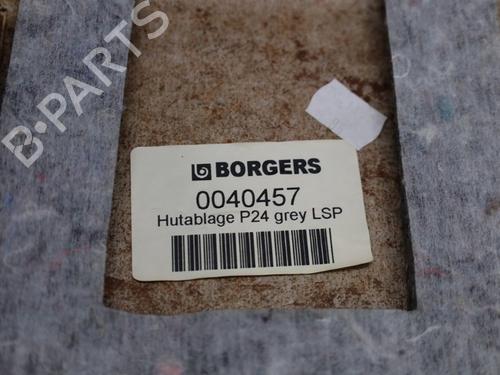 B-PARTS
BORGERS
0040457
Hutablage P24 grey LSP